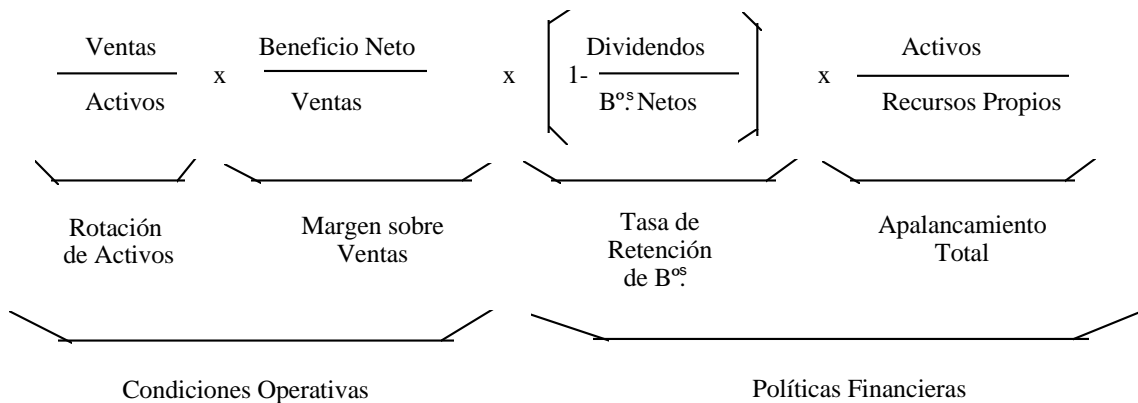 Ventas Beneficio Neto Dividendos Activos
x x 1- x
Activos Ventas Bºˢ. Netos Recursos Propios
Rotación Margen sobre Tasa de Apalancamiento
de Activos Ventas Retención Total
de Bºˢ.
Condiciones Operativas Políticas Financieras